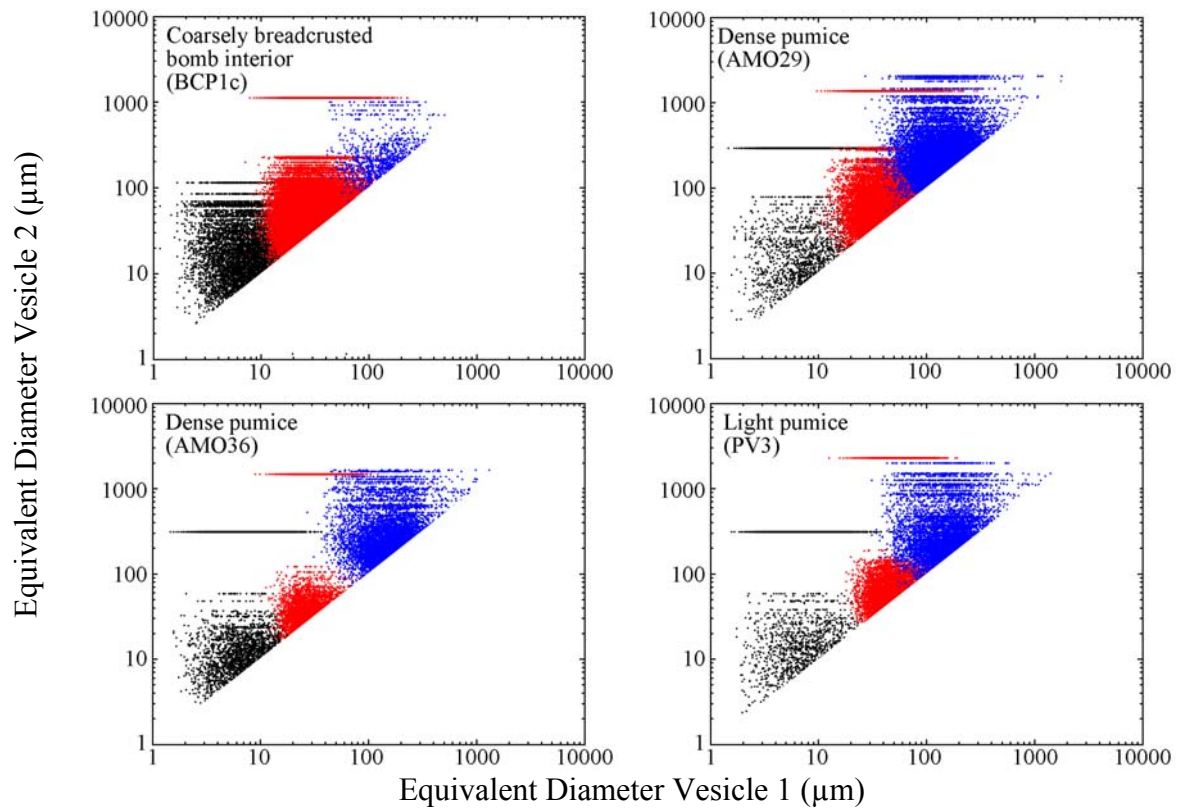 Equivalent Diameter Vesicle 2 (µm)
10000
1000
100
10
1
Coarsely breadcrusted
bomb interior
(BCP1c)
1 10 100 1000 10000
10000
1000
100
10
1
Dense pumice
(AMO29)
1 10 100 1000 10000
10000
1000
100
10
1
Dense pumice
(AMO36)
1 10 100 1000 10000
10000
1000
100
10
1
Light pumice
(PV3)
1 10 100 1000 10000
Equivalent Diameter Vesicle 1 (µm)